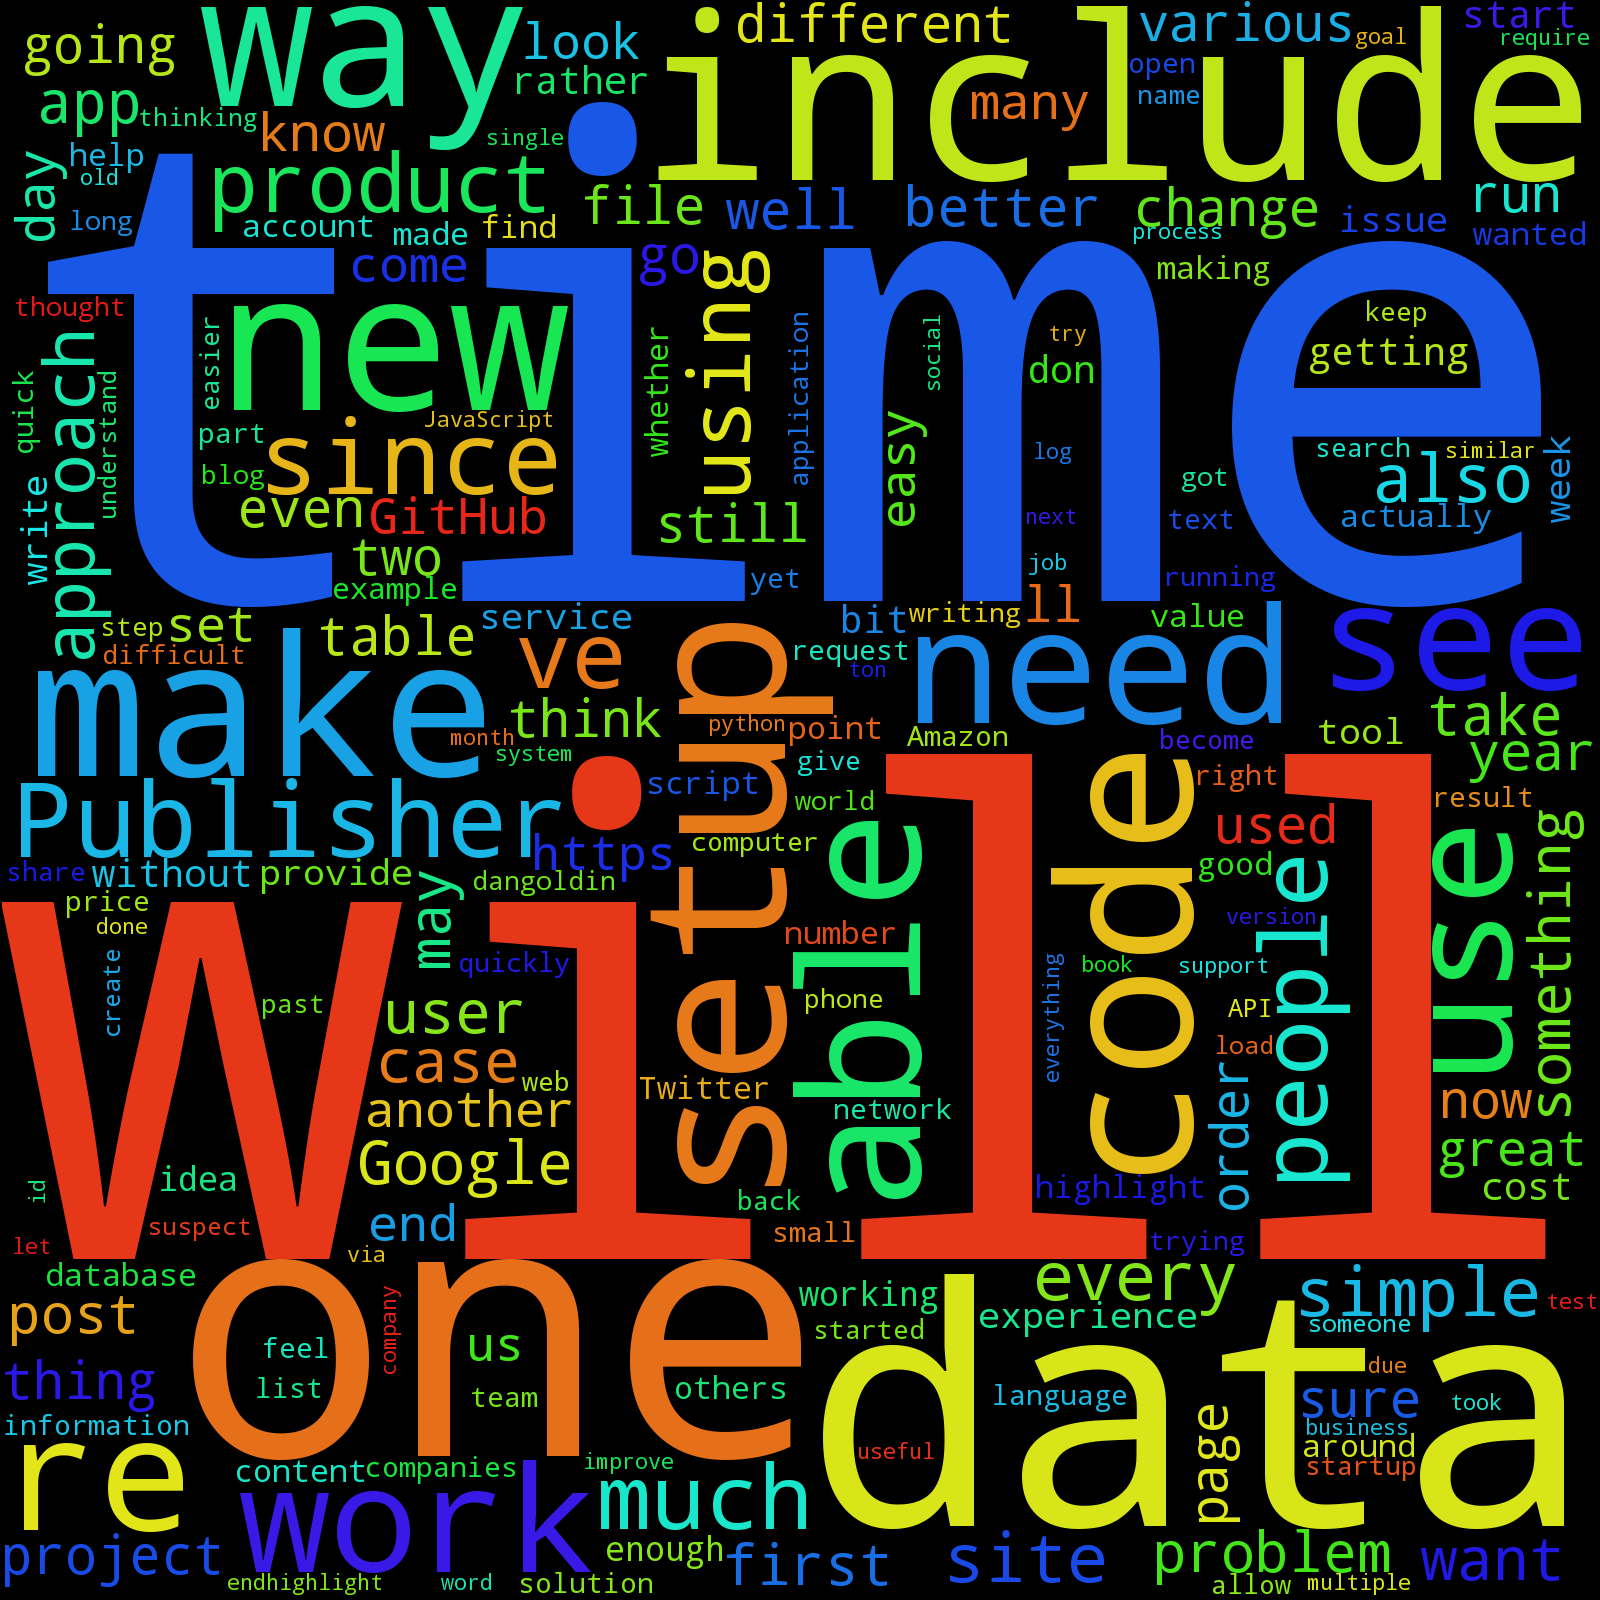 going
way
look
include
different
various
start
goal
require
rather
open
app
thinking
know
single
many
name
day
help
old
product
file
well
better
change
run
long
account
made
find
process
issue
wanted
time
come
go
making
thought
new
using
keep
getting
approach
easier
whether
application
social
try
don
quick
understand
JavaScript
part
since
easy
blog
log
search
similar
also
week
got
write
even
GitHub
still
next
text
actually
two
yet
job
running
example
step
set
table
service
ve
bit
writing
ll
value
see
difficult
make
setup
request
need
ton
think
python
point
take
month
system
Amazon
become
tool
year
Publisher
script
give
right
world
result
https
computer
code
used
share
without
provide
dangoldin
able
good
use
something
price
may
people
done
will
number
version
create
quickly
everything
book
support
past
user
phone
API
case
load
web
Twitter
order
now
another
network
Google
great
id
idea
highlight
cost
back
suspect
end
small
let
via
trying
database
one
working
every
simple
test
post
company
started
experience
someone
feel
us
data
due
thing
list
team
others
language
sure
took
information
page
business
re
useful
around
content
companies
improve
startup
work
much
project
enough
first
site
problem
want
endhighlight
word
solution
allow
multiple